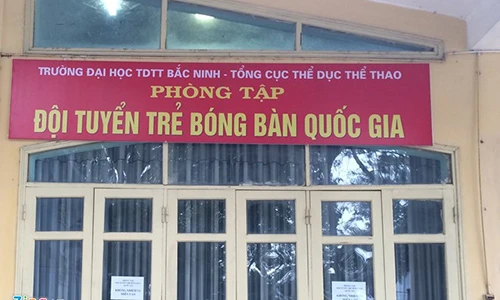 TRƯỜNG ĐẠI HỌC TDTT BẮC NINH - TỔNG CỤC THỂ DỤC THỂ THAO
PHÒNG TẬP
ĐỘI TUYỂN TRẺ BÓNG BÀN QUỐC GIA